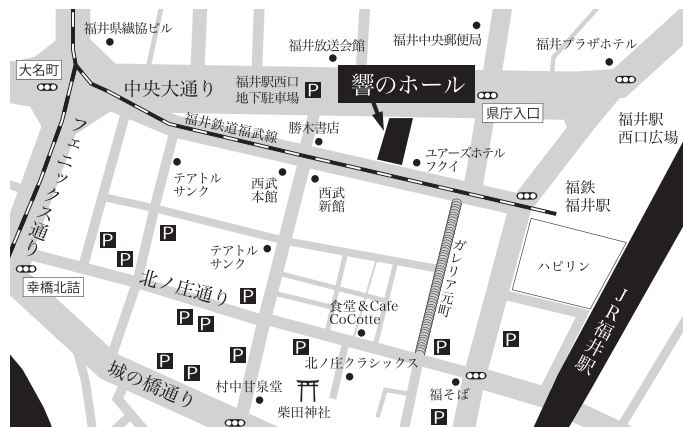 福井県繊協ビル
福井放送会館
福井中央郵便局
福井プラザホテル
大名町
中央大通り
福井駅西口
地下駐車場
P
響のホール
県庁入口
福井駅
西口広場
福井鉄道福武線
勝木書店
ユアーズホテル
フクイ
フェニックス通り
テアトル
サンク
西武
本館
西武
新館
福鉄
福井駅
P
P
P
テアトル
サンク
ガレリア元町
ハピリン
幸橋北詰
北ノ庄通り
P
P
P
食堂&Cafe
CoCotte
JR福井駅
P
P
P
P
P
P
P
北ノ庄クラシックス
城の橋通り
村中甘泉堂
柴田神社
福そば
P